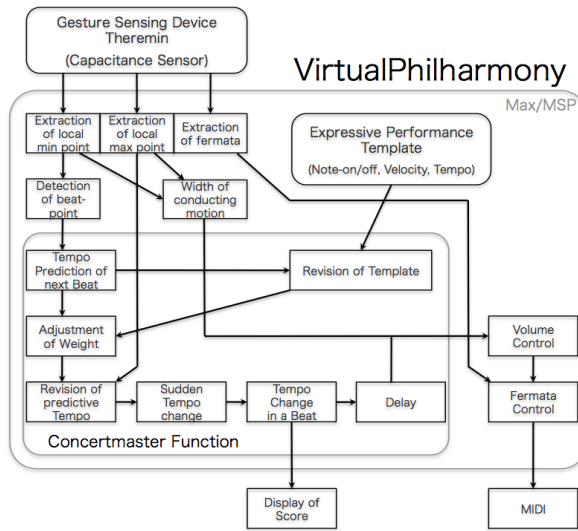 Gesture Sensing Device
Theremin
(Capacitance Sensor)
VirtualPhilharmony
Max/MSP
Extraction
of local
min point
Extraction
of local
max point
Extraction
of fermata
Expressive Performance
Template
(Note-on/off, Velocity, Tempo)
Detection
of beat-
point
Width of
conducting
motion
Tempo
Prediction of
next Beat
Revision of Template
Adjustment
of Weight
Volume
Control
Revision of
predictive
Tempo
Sudden
Tempo
change
Tempo
Change
in a Beat
Delay
Fermata
Control
Concertmaster Function
Display of
Score
MIDI